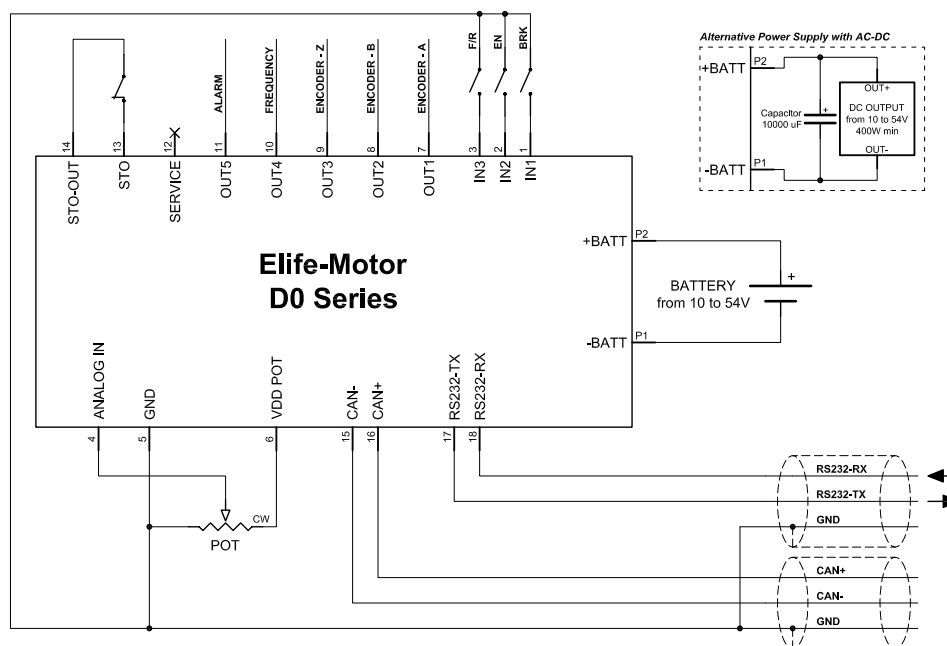 F/R
EN
BRK
ALARM
FREQUENCY
ENCODER - Z
ENCODER - B
ENCODER - A
14
13
12
11
10
9
8
7
3
2
1
STO-OUT
STO
SERVICE
OUT5
OUT4
OUT3
OUT2
OUT1
IN3
IN2
IN1
Alternative Power Supply with AC-DC
+BATT
P2
OUT+
Capacitor
10000 uF
+
DC OUTPUT
from 10 to 54V
400W min
-BATT
P1
OUT-
Elife-Motor
D0 Series
+BATT
P2
BATTERY
from 10 to 54V
+
-BATT
P1
ANALOG IN
GND
VDD POT
CAN-
CAN+
RS232-TX
RS232-RX
4
5
6
15
16
17
18
CW
POT
RS232-RX
RS232-TX
GND
CAN+
CAN-
GND